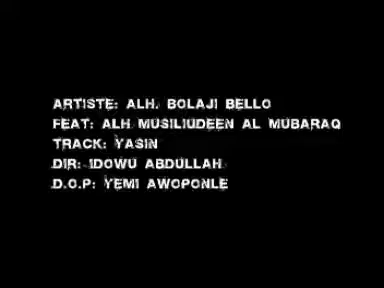 ARTISTE: ALH. BOLAJI BELLO
FEAT: ALH MUSILIUDEEN AL MUBARAQ
TRACK: YASIN
DIR: IDOWU ABDULLAH
D.O.P: YEMI AWOPONLE